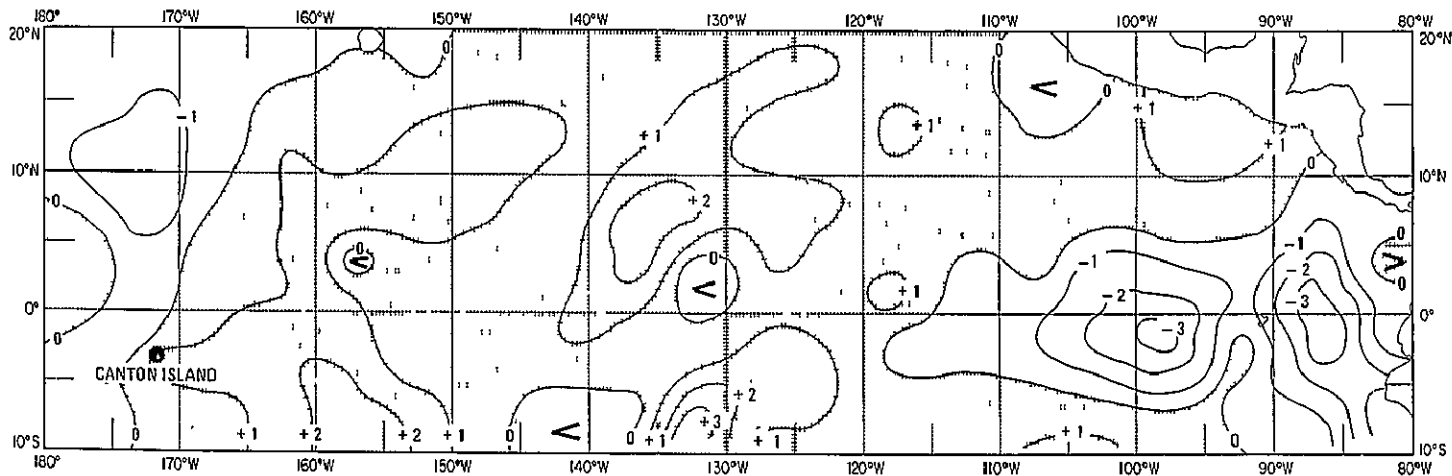 180° 170°W 160°W 150°W 140°W 130°W 120°W 110°W 100°W 90°W 80°W
20°N 0 0 0 20°N
-1 +1 +1 0 +1 +1
V
10°N 0 10°N
0 +2 -1 0
0 V 0 V -1 -2 V
+1 -2 -3 0
0° 0°
0 -3
CANTON ISLAND
+2
+3
10°S 0 +1 +2 +2 +1 0 V 0 +1 +1 +1 0 10°S
180° 170°W 160°W 150°W 140°W 130°W 120°W 110°W 100°W 90°W 80°W